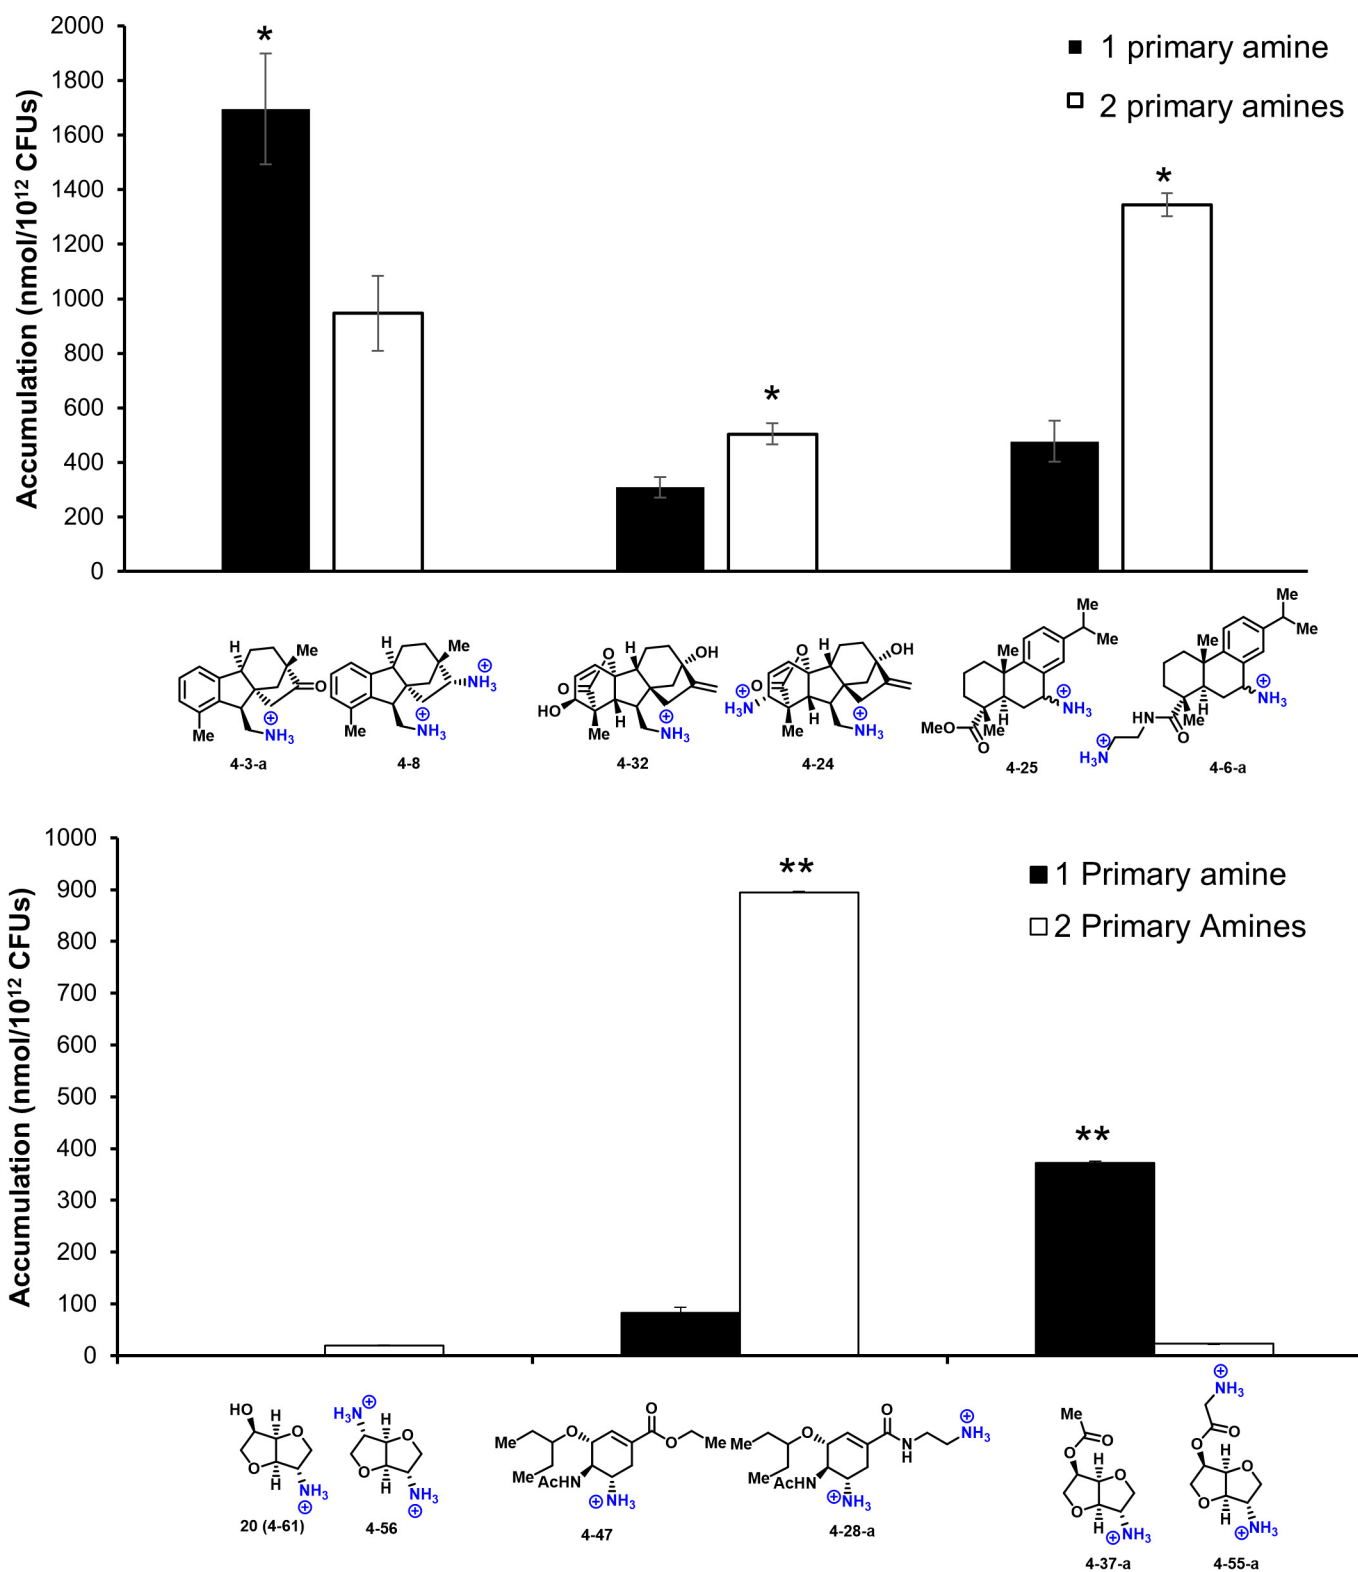 Accumulation (nmol/10¹² CFUs)
2000
1800
1600
1400
1200
1000
800
600
400
200
0
*
*
*
1 primary amine
2 primary amines
H
Me
O
Me
⊕
NH₃
4-3-a
H
Me
⊕
NH₃
Me
⊕
NH₃
4-8
O
H
OH
O
HO
H
Me
⊕
NH₃
4-32
O
H
OH
O
⊕
H₃N
H
Me
⊕
NH₃
4-24
Me
Me
Me
⊕
NH₃
H
MeO
Me
O
4-25
Me
Me
Me
⊕
NH₃
H
HN
Me
O
⊕
H₃N
4-6-a
Accumulation (nmol/10¹² CFUs)
1000
900
800
700
600
500
400
300
200
100
0
**
**
1 Primary amine
2 Primary Amines
HO
H
O
O
H
NH₃
⊕
20 (4-61)
H₃N
⊕
H
O
O
H
NH₃
⊕
4-56
O
Me
O
O
Me
Me
AcHN
⊕
NH₃
4-47
O
⊕
NH₃
Me
O
N
H
Me
AcHN
⊕
NH₃
4-28-a
Me
O
O
H
O
O
H
⊕
NH₃
4-37-a
⊕
NH₃
O
O
H
O
O
H
⊕
NH₃
4-55-a